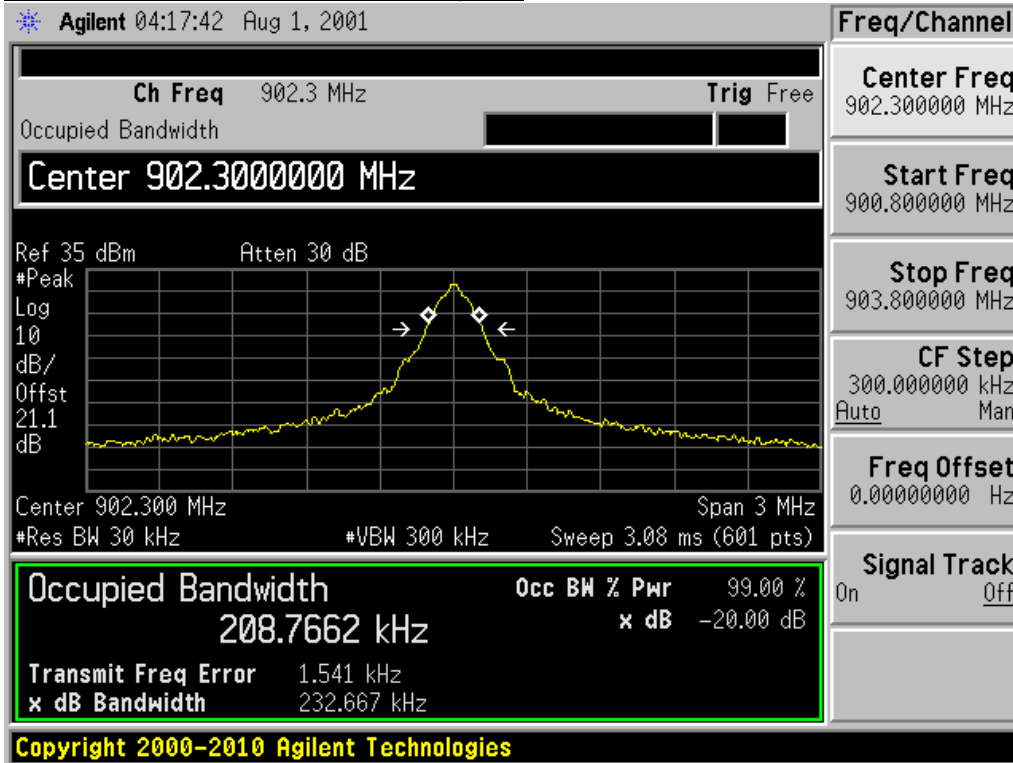 Agilent 04:17:42 Aug 1, 2001
Freq/Channel
Ch Freq 902.3 MHz Trig Free
Occupied Bandwidth
Center 902.3000000 MHz
Ref 35 dBm Atten 30 dB
#Peak
Log
10
dB/
Offst
21.1
dB
Center 902.300 MHz Span 3 MHz
#Res BW 30 kHz #VBW 300 kHz Sweep 3.08 ms (601 pts)
Occupied Bandwidth
208.7662 kHz
Occ BW % Pwr 99.00 %
x dB -20.00 dB
Transmit Freq Error 1.541 kHz
x dB Bandwidth 232.667 kHz
Center Freq
902.300000 MHz
Start Freq
900.800000 MHz
Stop Freq
903.800000 MHz
CF Step
300.000000 kHz
Auto Man
Freq Offset
0.00000000 Hz
Signal Track
On Off
Copyright 2000-2010 Agilent Technologies